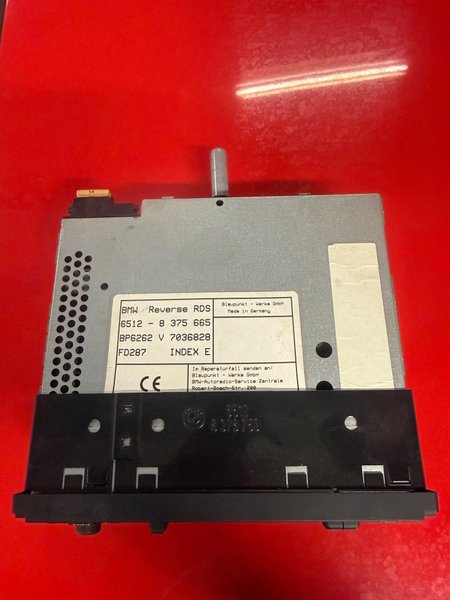 BMW / Reverse RDS
6512 - 8 375 665
BP6262 V 7036828
FD287 INDEX E
Blaupunkt - Werke GmbH
Made in Germany
CE
Im Reparaturfall senden an:
Blaupunkt - Werke GmbH
BMW-Autoradio-Service Zentrale
Robert-Bosch-Str. 200
6512